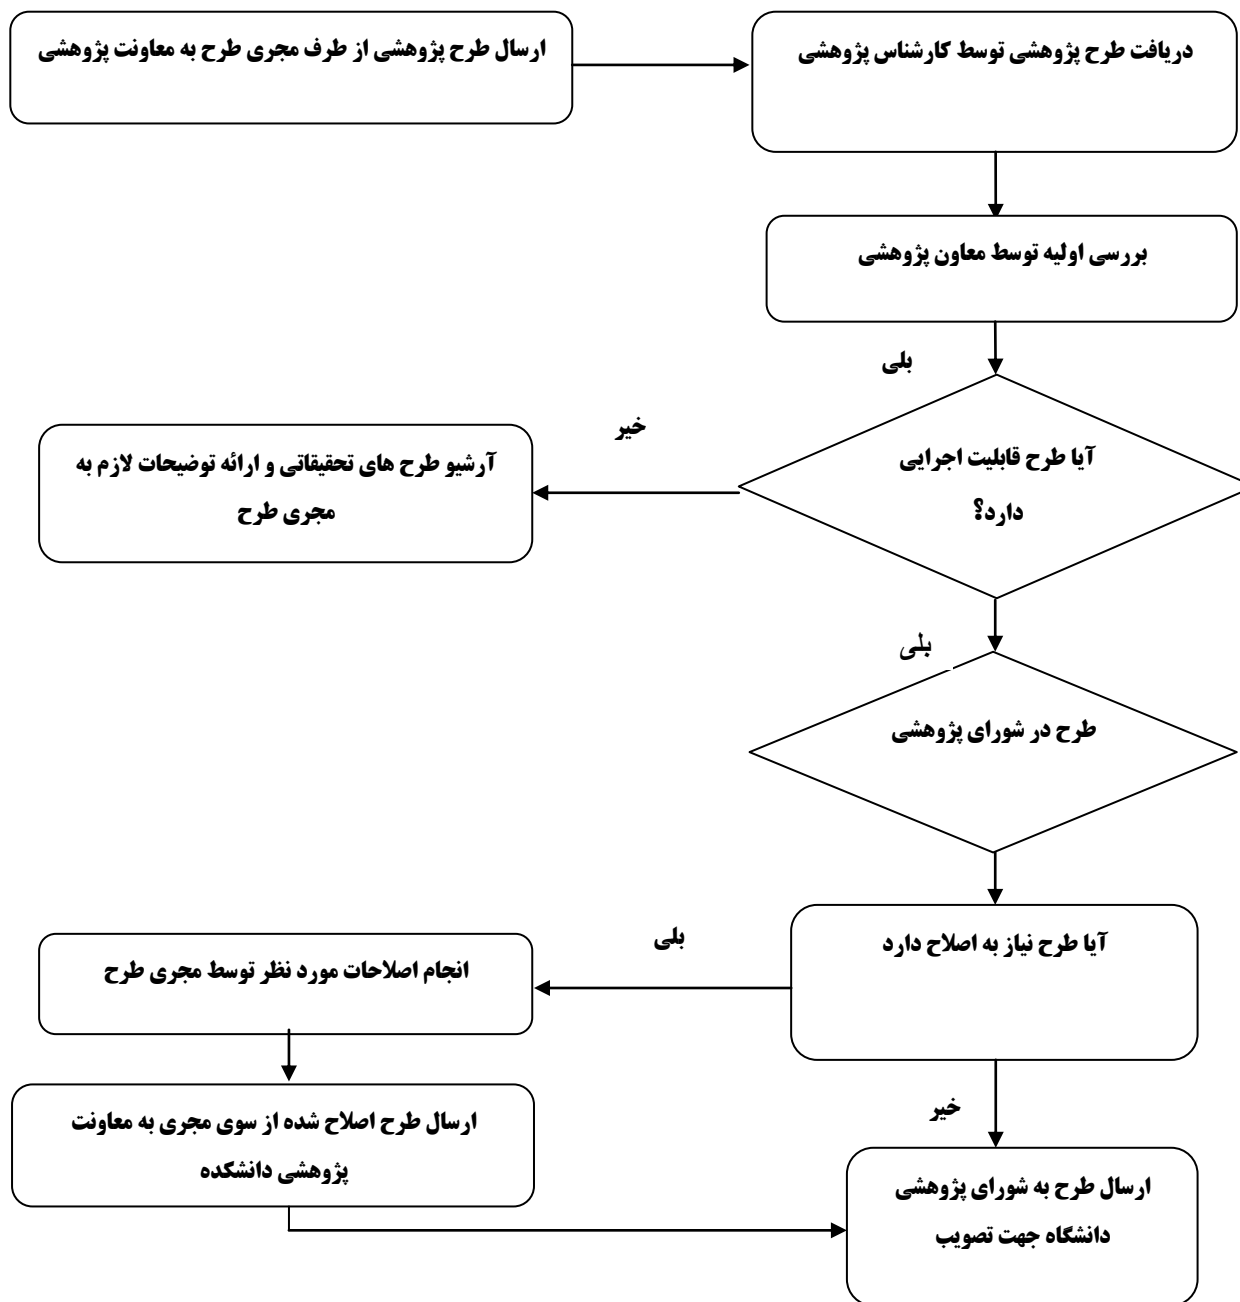 ارسال طرح پژوهشی از طرف مجری طرح به معاونت پژوهشی
دریافت طرح پژوهشی توسط کارشناس پژوهشی
بررسی اولیه توسط معاون پژوهشی
بلی
آیا طرح قابلیت اجرایی
دارد؟
خیر
آرشیو طرح های تحقیقاتی و ارائه توضیحات لازم به
مجری طرح
بلی
طرح در شورای پژوهشی
آیا طرح نیاز به اصلاح دارد
بلی
انجام اصلاحات مورد نظر توسط مجری طرح
ارسال طرح اصلاح شده از سوی مجری به معاونت
پژوهشی دانشکده
خیر
ارسال طرح به شورای پژوهشی
دانشگاه جهت تصویب